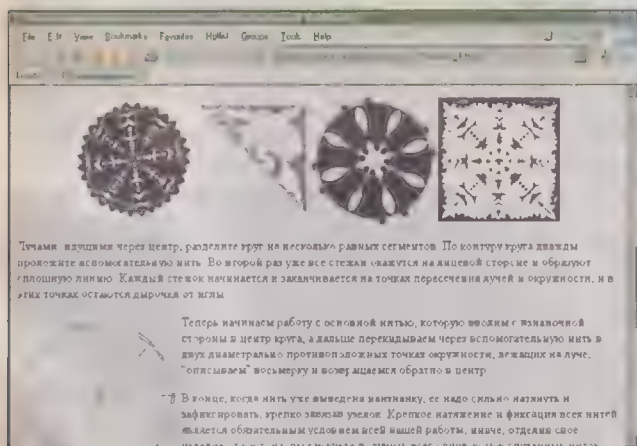 File Edit View Bookmarks Favorites Groups Tools Help
Лучами идущими через центр, разделите круг на несколько равных сегментов. По контуру круга дважды
проложите вспомогательную нить. Во второй раз уже все стежки окажутся на лицевой стороне и образуют
сплошную линию. Каждый стежок начинается и заканчивается на точках пересечения лучей и окружности, и в
этих точках остаются дырочки от иглы
Теперь начинаем работу с основной нитью, которую вводим с изнаночной
стороны в центр круга, а дальше перекидываем через вспомогательную нить в
двух диаметрально противоположных точках окружности, лежащих на луче,
"описываем" восьмерку и возвращаемся обратно в центр
В конце, когда нить уже выведена наизнанку, ее надо сильно натянуть и
зафиксировать, крепко завязав узелок. Крепкое натяжение и фиксация всех нитей
является обязательным условием всей вашей работы, иначе, отделив свое